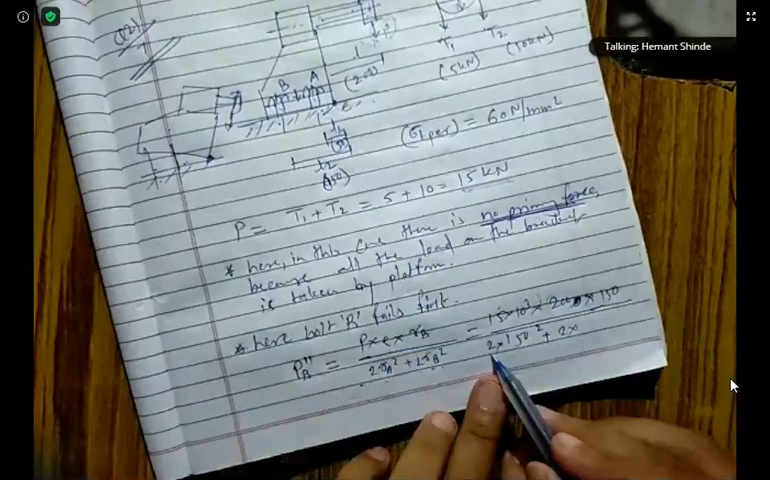 Talking: Hemant Shinde
(02)
P
T1 T2
(5kN) (10kN)
(200)
B A
(σt per) = 60 N/mm²
P = T1 + T2 = 5 + 10 = 15 kN
* here, in this case there is no primary force,
because all the load on the bracket
is taken by platform.
* here bolt 'B' fails first.
P"B = P×e×rB / 2rA² + 2rB² = 15×10³×200×150 / 2×150² + 2×